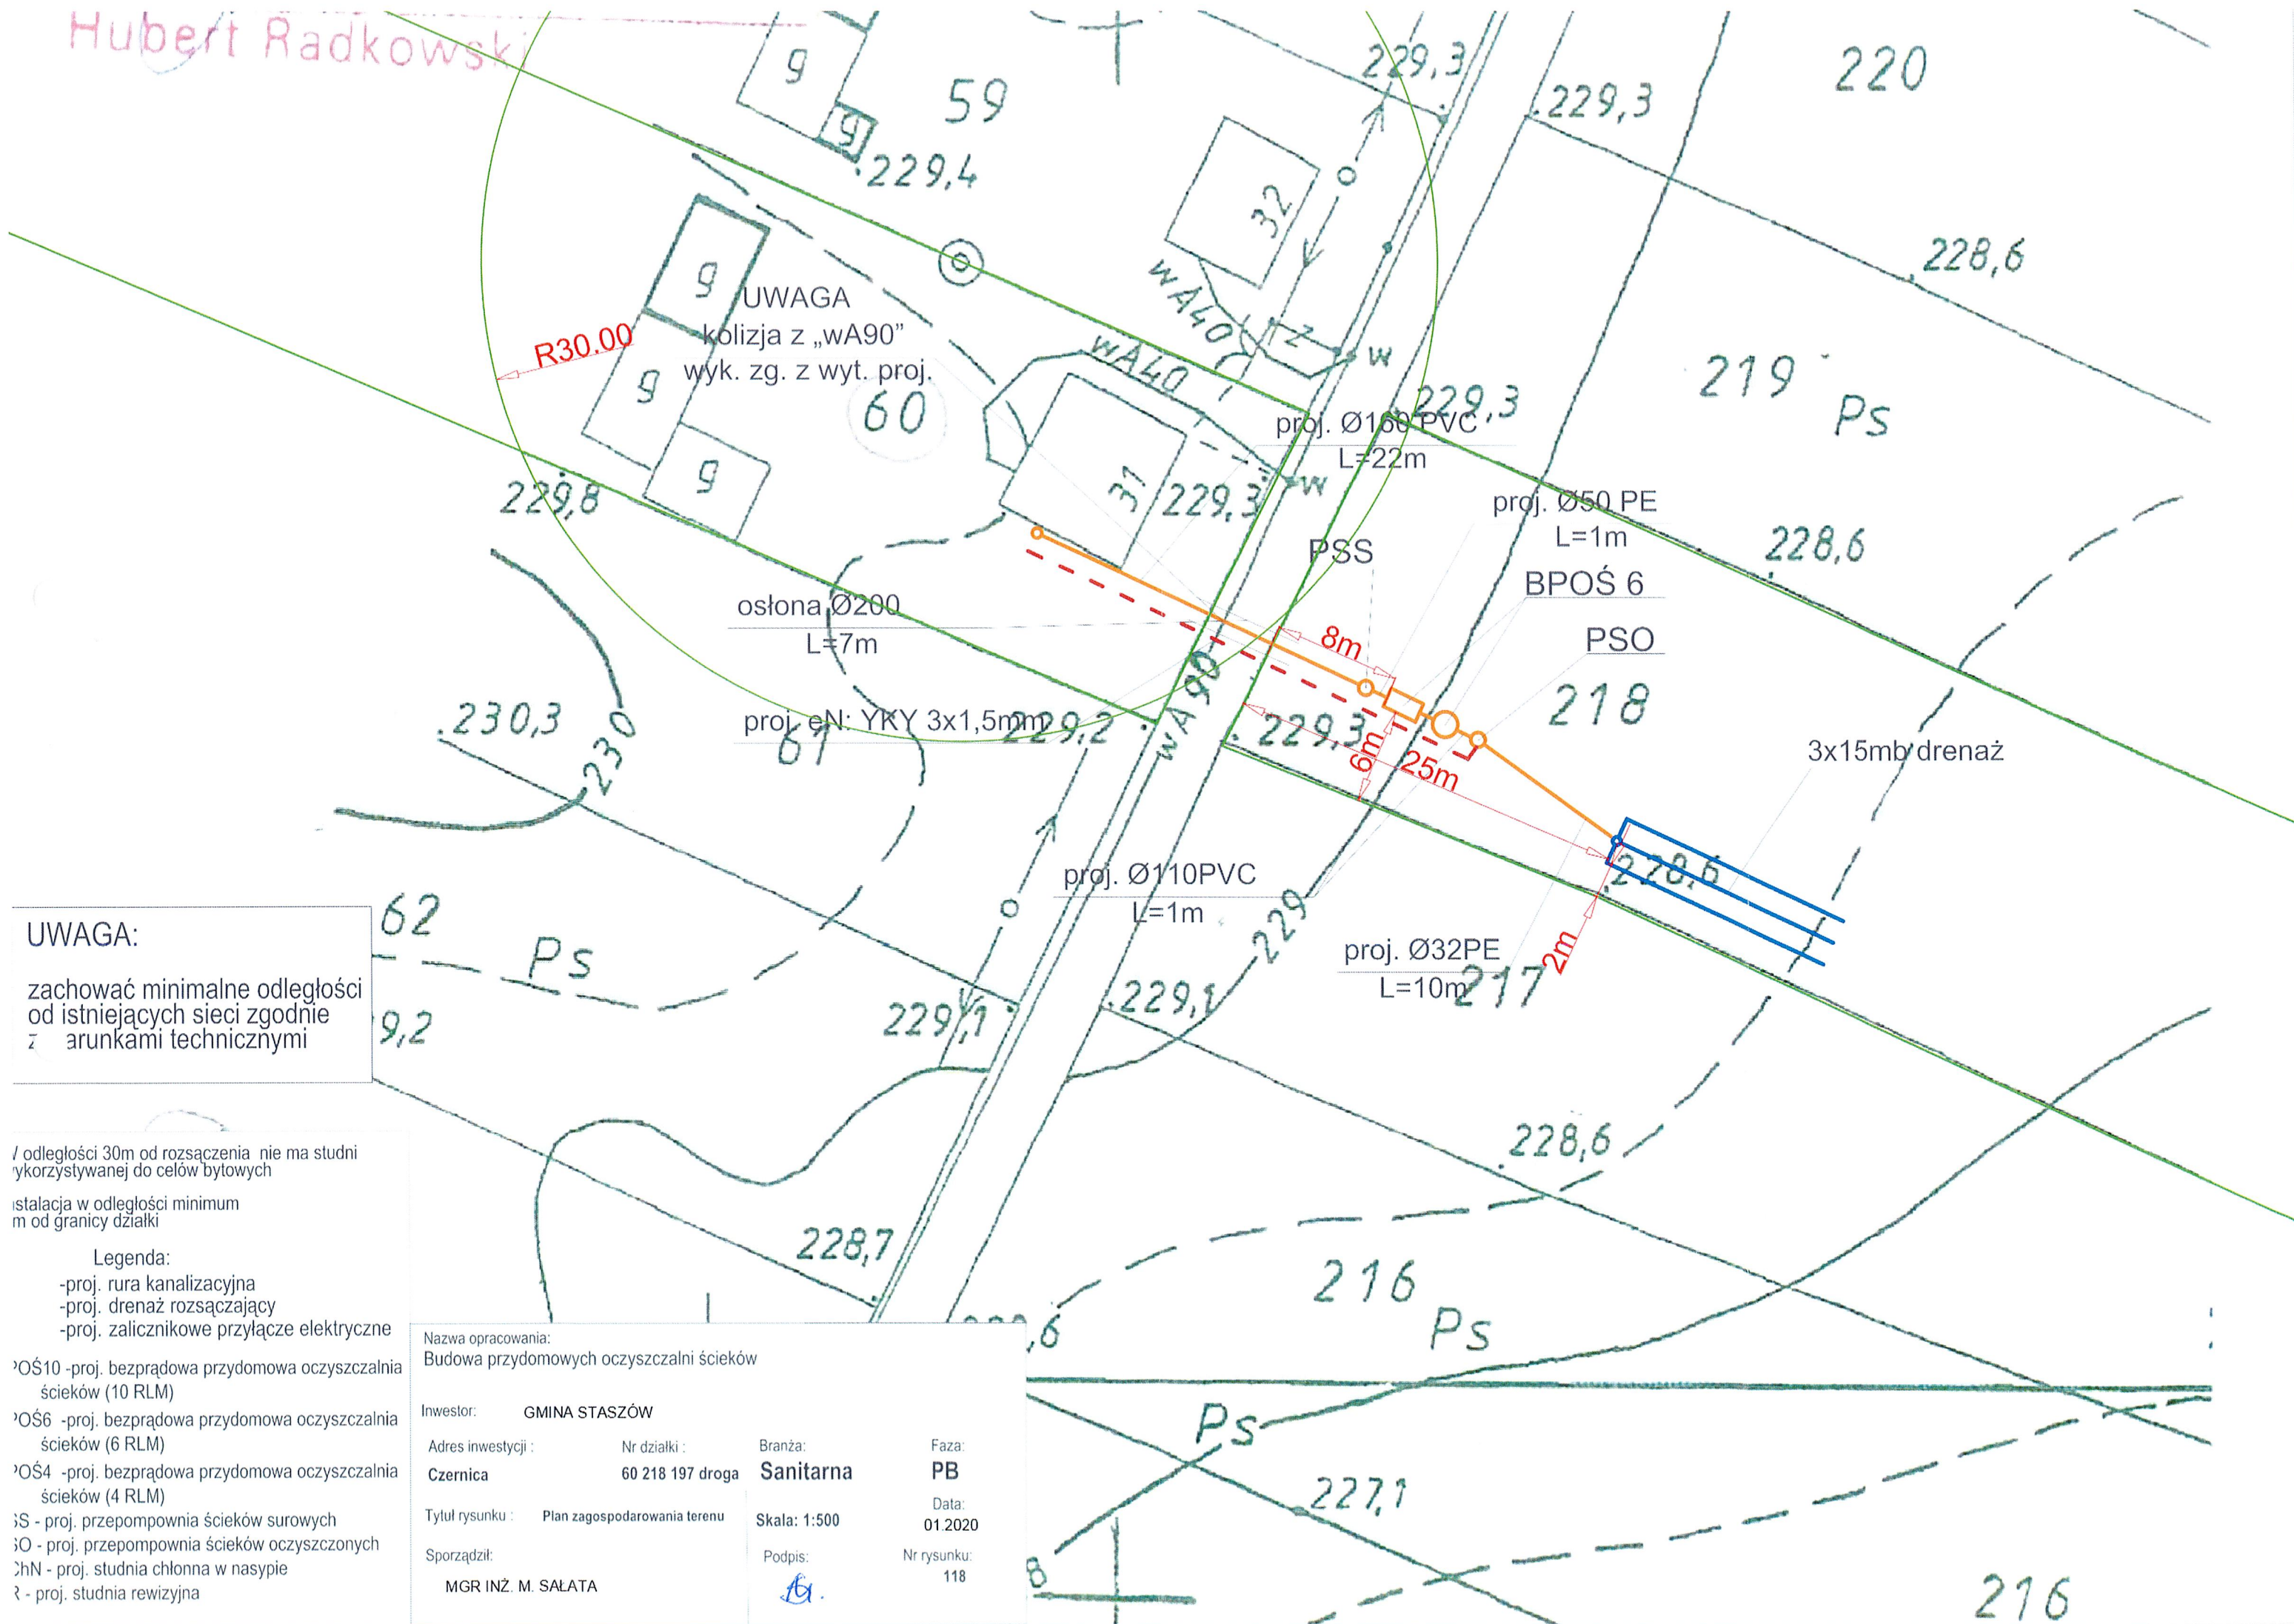 Hubert Radkowski
g
59
g
229,4
229,3
229,3
220
32
228,6
g
UWAGA
kolizja z „wA90”
wyk. zg. z wyt. proj.
R30.00
wA40
wA40
w
g
60
229,3
219
Ps
proj. Ø160 PVC
L=22m
g
31
229,3
w
229,8
proj. Ø50 PE
L=1m
PSS
228,6
BPOŚ 6
osłona Ø200
L=7m
8m
PSO
218
wA90
230,3
230
proj. eN: YKY 3x1,5mm
229,2
61
229,3
6m
25m
3x15mb drenaż
228,6
proj. Ø110PVC
L=1m
229
proj. Ø32PE
L=10m
2m
217
62
Ps
UWAGA:
zachować minimalne odległości
od istniejących sieci zgodnie
z arunkami technicznymi
9,2
229,1
229,1
odległości 30m od rozsączenia nie ma studni
ykorzystywanej do celów bytowych
stalacja w odległości minimum
m od granicy działki
228,6
228,7
Legenda:
-proj. rura kanalizacyjna
-proj. drenaż rozsączający
-proj. zalicznikowe przyłącze elektryczne
216
Ps
,6
OŚ10 -proj. bezprądowa przydomowa oczyszczalnia
ścieków (10 RLM)
OŚ6 -proj. bezprądowa przydomowa oczyszczalnia
ścieków (6 RLM)
OŚ4 -proj. bezprądowa przydomowa oczyszczalnia
ścieków (4 RLM)
S - proj. przepompownia ścieków surowych
O - proj. przepompownia ścieków oczyszczonych
hN - proj. studnia chłonna w nasypie
R - proj. studnia rewizyjna
Nazwa opracowania:
Budowa przydomowych oczyszczalni ścieków
Inwestor: GMINA STASZÓW
Adres inwestycji : Nr działki : Branża: Faza:
Czernica 60 218 197 droga Sanitarna PB
Data:
Tytuł rysunku : Plan zagospodarowania terenu Skala: 1:500 01.2020
Sporządził: Podpis: Nr rysunku:
MGR INŻ. M. SAŁATA 118
Ps
227,1
8
216